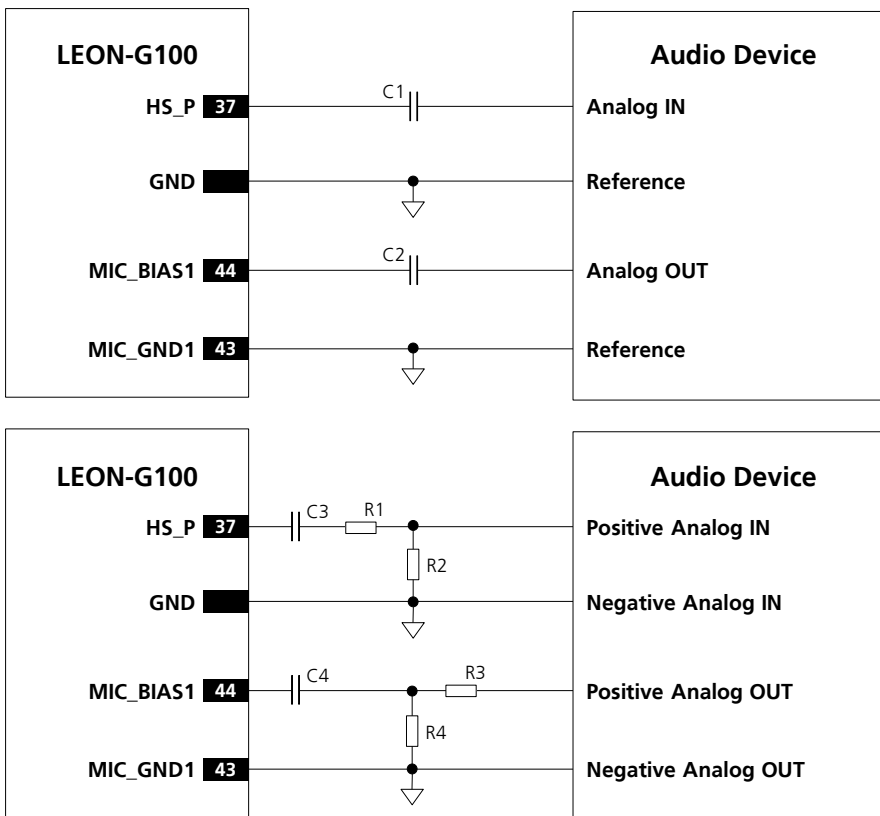 LEON-G100
Audio Device
HS_P 37
C1
Analog IN
GND
Reference
MIC_BIAS1 44
C2
Analog OUT
MIC_GND1 43
Reference
LEON-G100
Audio Device
HS_P 37
C3
R1
Positive Analog IN
R2
GND
Negative Analog IN
MIC_BIAS1 44
C4
R3
Positive Analog OUT
R4
MIC_GND1 43
Negative Analog OUT